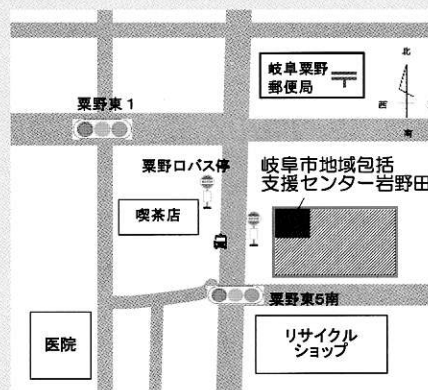 北
岐阜粟野
郵便局
西
南
粟野東1
粟野口バス停
岐阜市地域包括
支援センター岩野田
喫茶店
粟野東5南
医院
リサイクル
ショップ